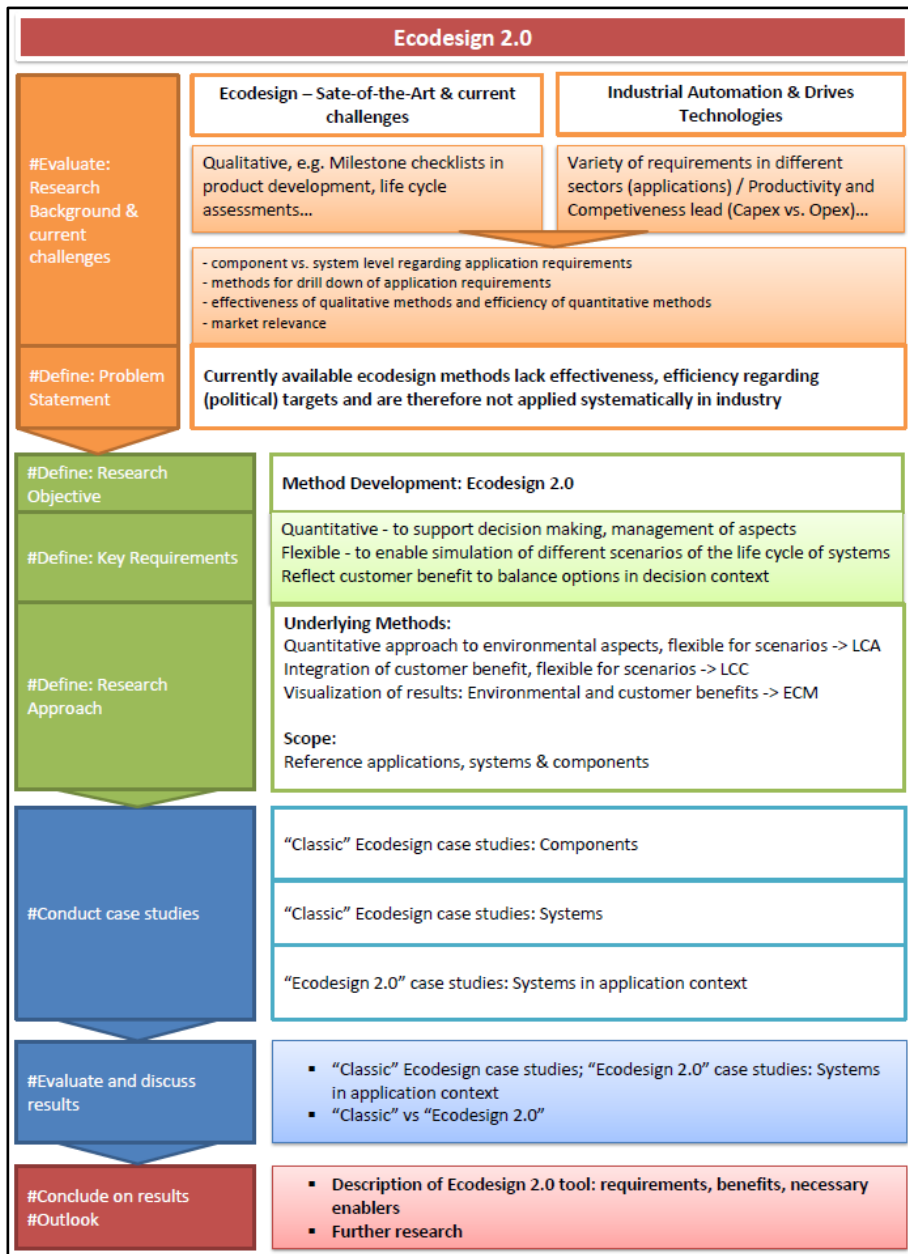 Ecodesign 2.0
#Evaluate:
Research
Background &
current
challenges
Ecodesign – Sate-of-the-Art & current
challenges
Industrial Automation & Drives
Technologies
Qualitative, e.g. Milestone checklists in
product development, life cycle
assessments...
Variety of requirements in different
sectors (applications) / Productivity and
Competiveness lead (Capex vs. Opex)...
- component vs. system level regarding application requirements
- methods for drill down of application requirements
- effectiveness of qualitative methods and efficiency of quantitative methods
- market relevance
#Define: Problem
Statement
Currently available ecodesign methods lack effectiveness, efficiency regarding
(political) targets and are therefore not applied systematically in industry
#Define: Research
Objective
Method Development: Ecodesign 2.0
#Define: Key Requirements
Quantitative - to support decision making, management of aspects
Flexible - to enable simulation of different scenarios of the life cycle of systems
Reflect customer benefit to balance options in decision context
#Define: Research
Approach
Underlying Methods:
Quantitative approach to environmental aspects, flexible for scenarios -> LCA
Integration of customer benefit, flexible for scenarios -> LCC
Visualization of results: Environmental and customer benefits -> ECM
Scope:
Reference applications, systems & components
#Conduct case studies
“Classic” Ecodesign case studies: Components
“Classic” Ecodesign case studies: Systems
“Ecodesign 2.0” case studies: Systems in application context
#Evaluate and discuss
results
▪ “Classic” Ecodesign case studies; “Ecodesign 2.0” case studies: Systems
in application context
▪ “Classic” vs “Ecodesign 2.0”
#Conclude on results
#Outlook
▪ Description of Ecodesign 2.0 tool: requirements, benefits, necessary
enablers
▪ Further research